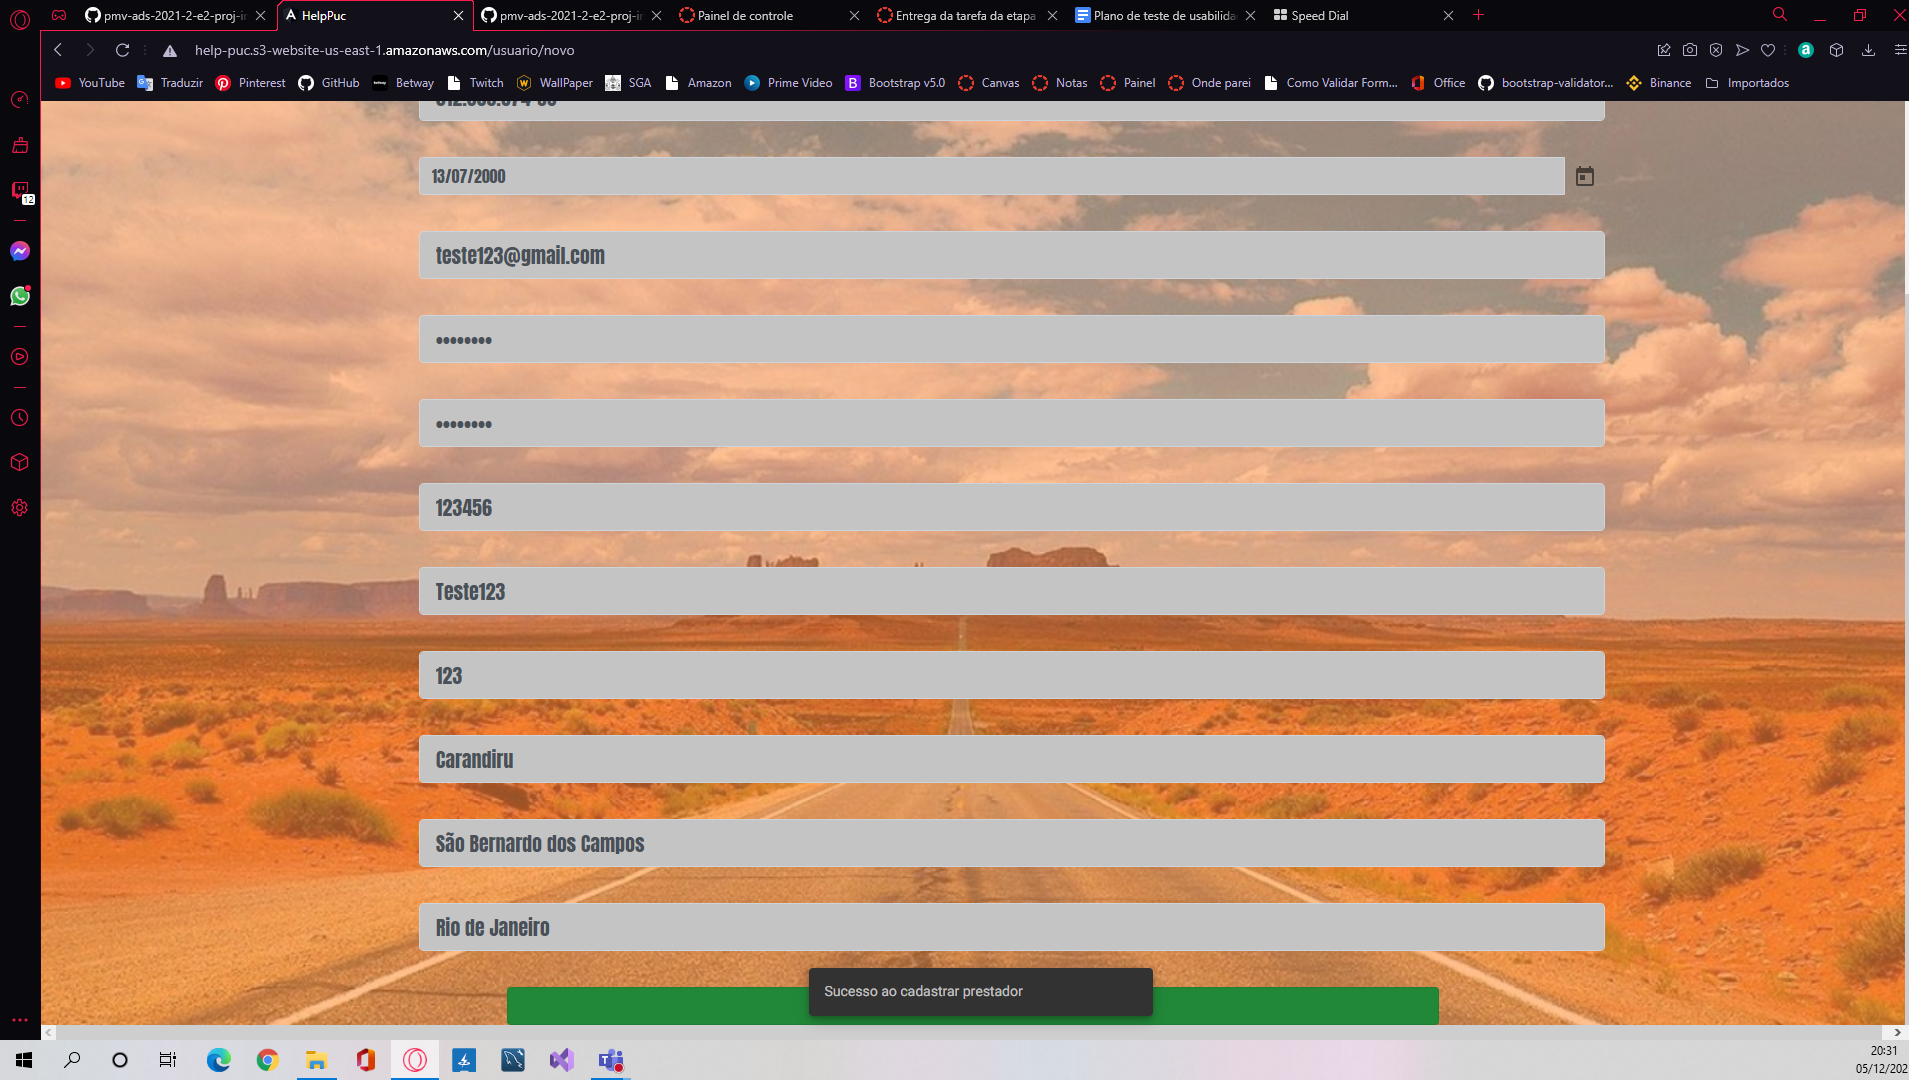 pmv-ads-2021-2-e2-proj-in
HelpPuc
pmv-ads-2021-2-e2-proj-in
Painel de controle
Entrega da tarefa da etapa
Plano de teste de usabilida
Speed Dial
help-puc.s3-website-us-east-1.amazonaws.com/usuario/novo
YouTube
Traduzir
Pinterest
GitHub
Betway
Twitch
WallPaper
SGA
Amazon
Prime Video
Bootstrap v5.0
Canvas
Notas
Painel
Onde parei
Como Validar Form...
Office
bootstrap-validator...
Binance
Importados
12
13/07/2000
teste123@gmail.com
••••••••
••••••••
123456
Teste123
123
Carandiru
São Bernardo dos Campos
Rio de Janeiro
Sucesso ao cadastrar prestador
20:31
05/12/202